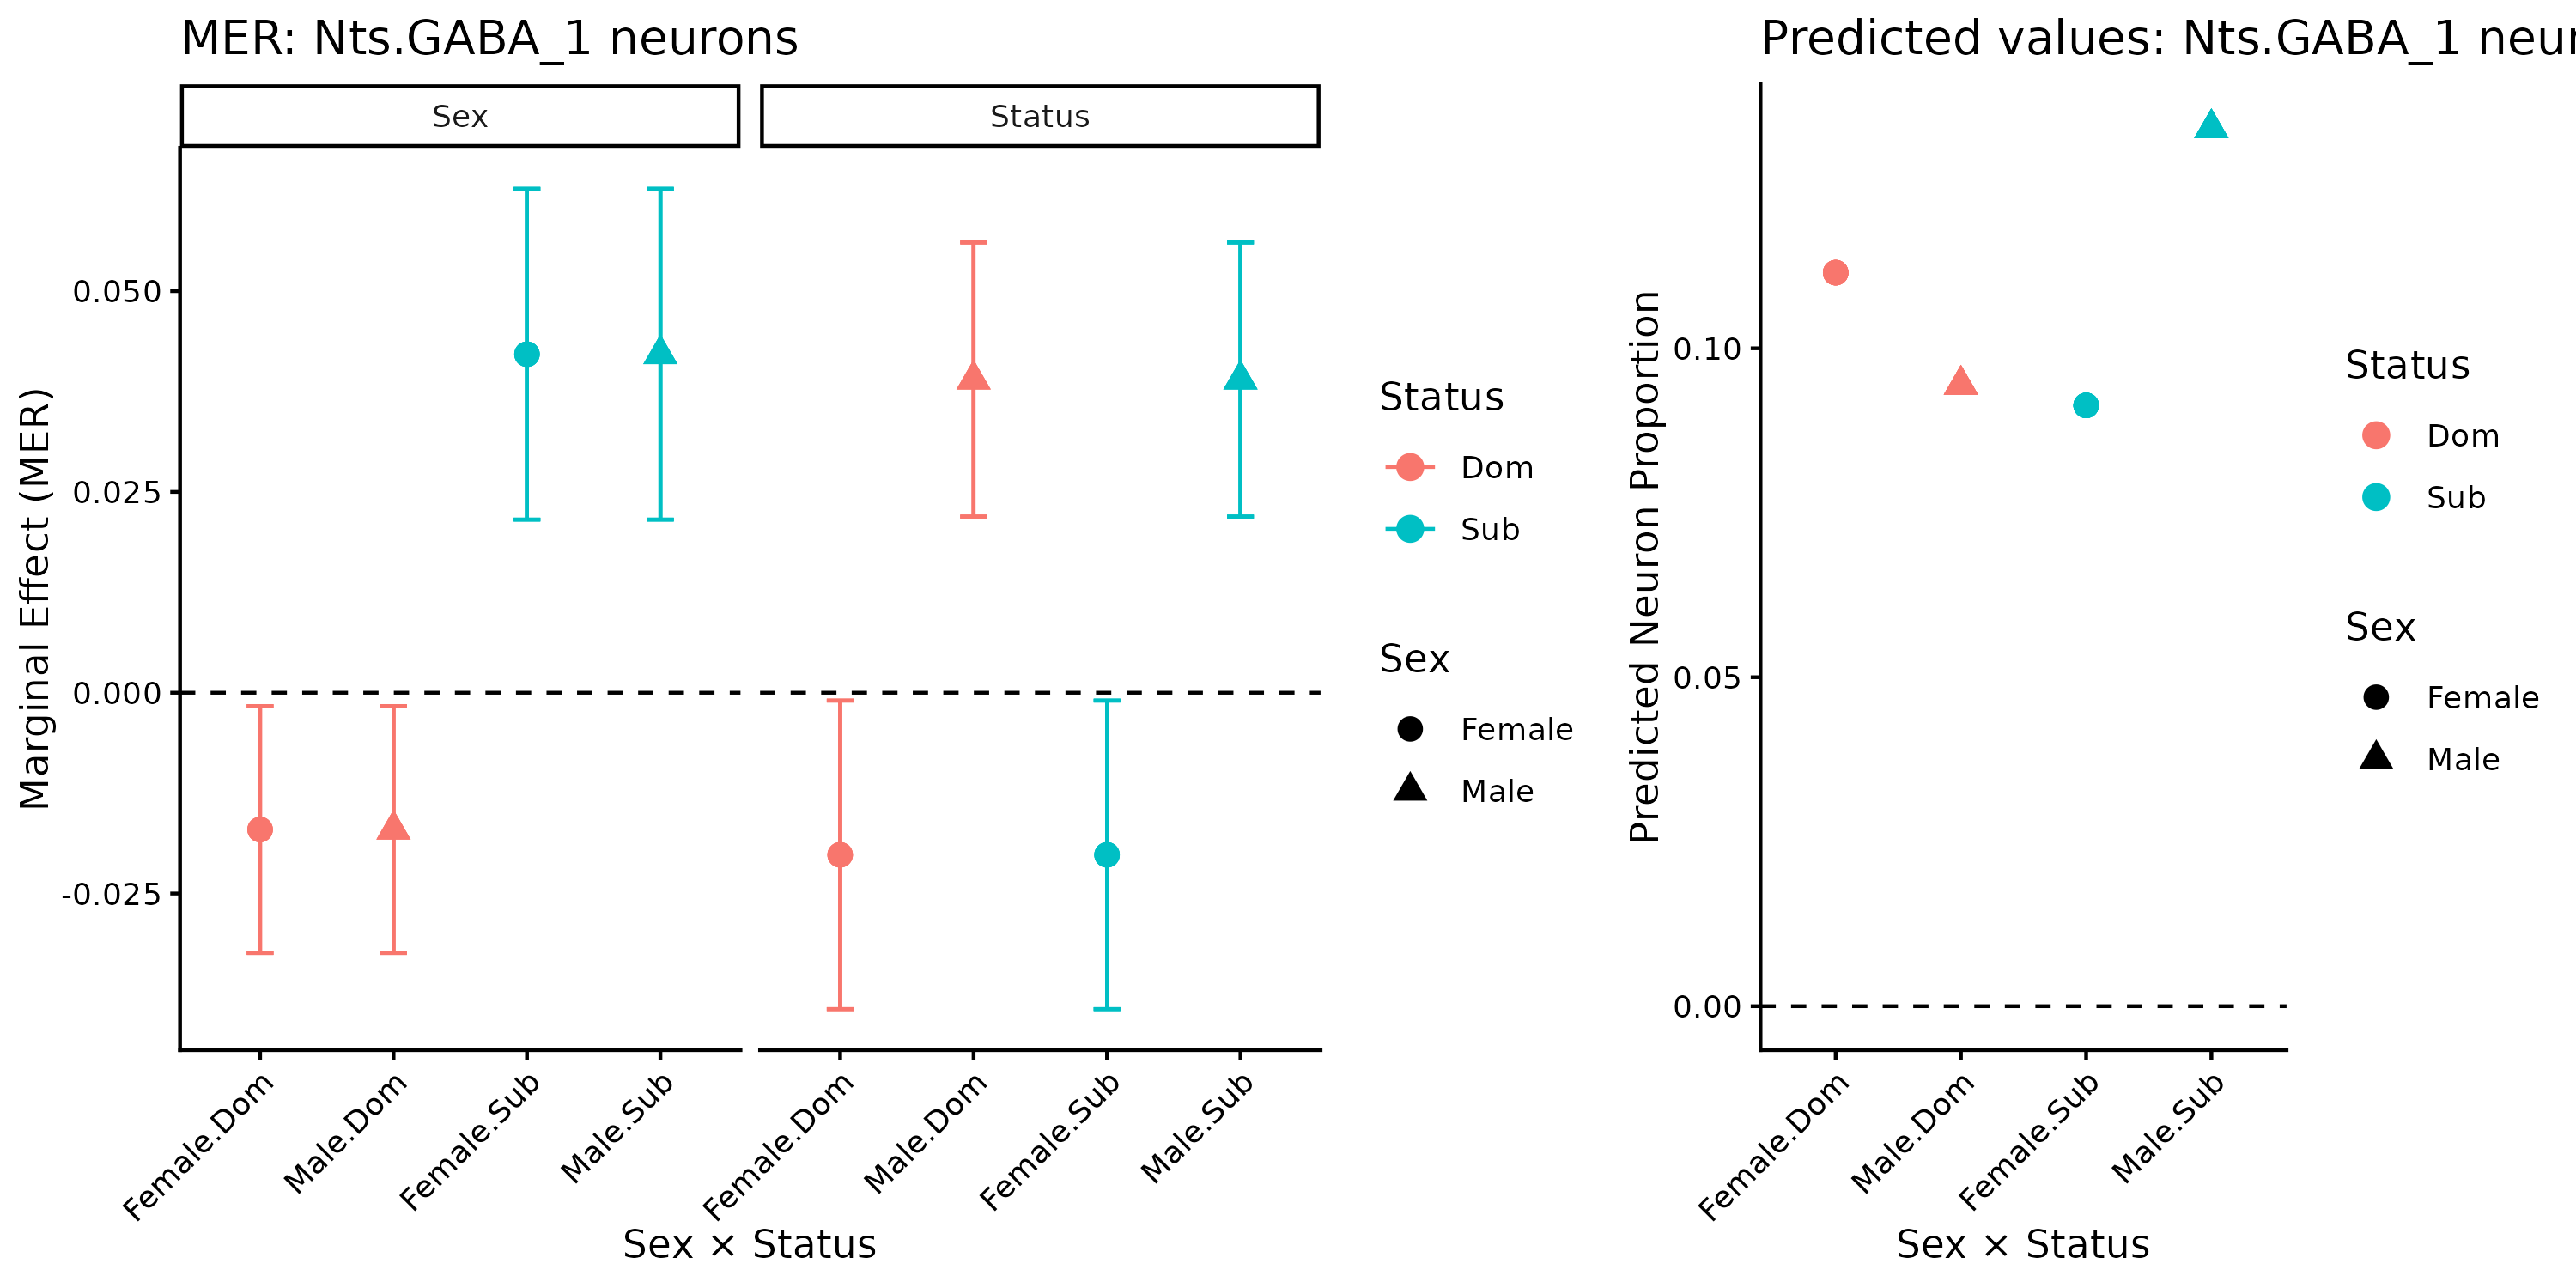 MER: Nts.GABA_1 neurons
Sex
Status
Marginal Effect (MER)
0.050
0.025
0.000
-0.025
Female.Dom
Male.Dom
Female.Sub
Male.Sub
Female.Dom
Male.Dom
Female.Sub
Male.Sub
Sex × Status
Status
Dom
Sub
Sex
Female
Male
Predicted values: Nts.GABA_1 neur
Predicted Neuron Proportion
0.10
0.05
0.00
Female.Dom
Male.Dom
Female.Sub
Male.Sub
Sex × Status
Status
Dom
Sub
Sex
Female
Male